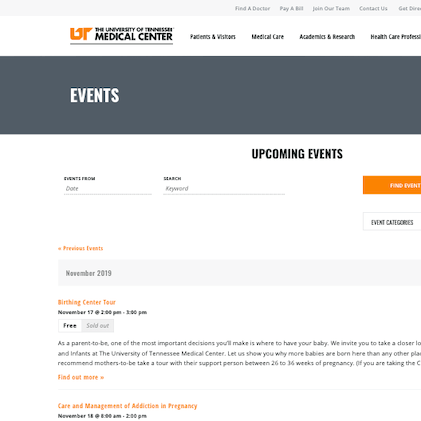 Find A Doctor Pay A Bill Join Our Team Contact Us Get Dire
UT THE UNIVERSITY OF TENNESSEE
MEDICAL CENTER
Patients & Visitors Medical Care Academics & Research Health Care Professi
EVENTS
UPCOMING EVENTS
EVENTS FROM SEARCH
Date Keyword
FIND EVENT
EVENT CATEGORIES
« Previous Events
November 2019
Birthing Center Tour
November 17 @ 2:00 pm - 3:00 pm
Free Sold out
As a parent-to-be, one of the most important decisions you'll make is where to have your baby. We invite you to take a closer lo
and Infants at The University of Tennessee Medical Center. Let us show you why more babies are born here than any other plac
recommend mothers-to-be take a tour with their support person between 26 to 36 weeks of pregnancy. (If you are taking the C
Find out more »
Care and Management of Addiction in Pregnancy
November 18 @ 8:00 am - 2:00 pm